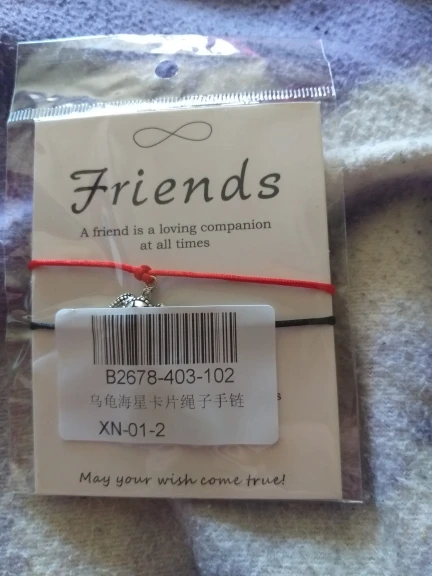 Friends
A friend is a loving companion
at all times
B2678-403-102
乌龟海星卡片绳子手链
XN-01-2
May your wish come true!